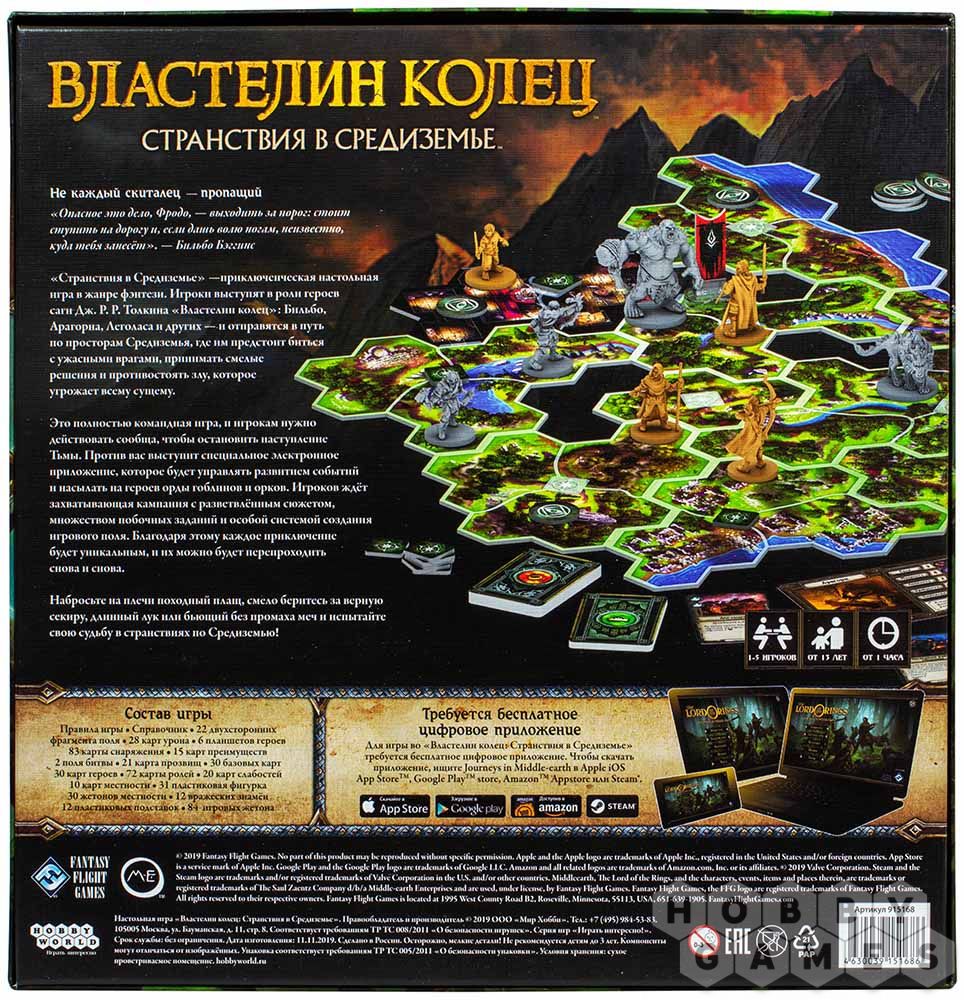 ВЛАСТЕЛИН КОЛЕЦ
СТРАНСТВИЯ В СРЕДИЗЕМЬЕ™
Не каждый скиталец — пропащий
«Опасное это дело, Фродо, — выходить за порог: стоит
ступить на дорогу и, если дашь волю ногам, неизвестно,
куда тебя занесёт», — Бильбо Бэггинс
«Странствия в Средиземье» —приключенческая настольная
игра в жанре фэнтези. Игроки выступят в роли героев
саги Дж. Р. Р. Толкина «Властелин колец»: Бильбо,
Арагорна, Леголаса и других — и отправятся в путь
по просторам Средиземья, где им предстоит биться
с ужасными врагами, принимать смелые
решения и противостоять злу, которое
угрожает всему сущему.
Это полностью командная игра, и игрокам нужно
действовать сообща, чтобы остановить наступление
Тьмы. Против вас выступит специальное электронное
приложение, которое будет управлять развитием событий
и насылать на героев орды гоблинов и орков. Игроков ждёт
захватывающая кампания с разветвлённым сюжетом,
множеством побочных заданий и особой системой создания
игрового поля. Благодаря этому каждое приключение
будет уникальным, и их можно будет перепроходить
снова и снова.
Набросьте на плечи походный плащ, смело беритесь за верную
секиру, длинный лук или бьющий без промаха меч и испытайте
свою судьбу в странствиях по Средиземью!
1-5 ИГРОКОВ
ОТ 13 ЛЕТ
ОТ 1 ЧАСА
Состав игры
Правила игры • Справочник • 22 двухсторонних
фрагмента поля • 28 карт урона • 6 планшетов героев
83 карты снаряжения • 15 карт преимуществ
2 поля битвы • 21 карта прозвищ • 30 базовых карт
30 карт героев • 72 карты ролей • 20 карт слабостей
10 карт местности • 31 пластиковая фигурка
30 жетонов местности • 12 вражеских знамён
12 пластиковых подставок • 84 игровых жетона
Требуется бесплатное
цифровое приложение
Для игры во «Властелин колец: Странствия в Средиземье»
требуется бесплатное цифровое приложение. Чтобы скачать
приложение, ищите Journeys in Middle-earth в Apple iOS
App Store™, Google Play™ store, Amazon™ Appstore или Steam®.
Скачайте в
App Store
Загрузите на
Google play
Доступно в
amazon
STEAM
THE LORD OF THE RINGS
THE LORD OF THE RINGS
FANTASY
FLIGHT
GAMES
ME
© 2019 Fantasy Flight Games. No part of this product may be reproduced without specific permission. Apple and the Apple logo are trademarks of Apple Inc., registered in the United States and/or foreign countries. App Store
is a service mark of Apple Inc. Google Play and the Google Play logo are trademarks of Google LLC. Amazon and all related logos are trademarks of Amazon.com, Inc. or its affiliates. © 2019 Valve Corporation. Steam and the
Steam logo are trademarks and/or registered trademarks of Valve Corporation in the U.S. and/or other countries. Middle-earth, The Lord of the Rings, and the characters, events, items and places therein, are trademarks or
registered trademarks of The Saul Zaentz Company d/b/a Middle-earth Enterprises and are used, under license, by Fantasy Flight Games. Fantasy Flight Games, the FFG logo are registered trademarks of Fantasy Flight Games.
All rights reserved to their respective owners. Fantasy Flight Games is located at 1995 West County Road B2, Roseville, Minnesota, 55113, USA, 651-639-1905. FantasyFlightGames.com
HOBBY
WORLD
Играть интересно
Настольная игра «Властелин колец: Странствия в Средиземье». Правообладатель и производитель © 2019 ООО «Мир Хобби». Тел.: +7 (495) 984-53-83,
105005 Москва, ул. Бауманская, д. 11, стр. 8. Соответствует требованиям ТР ТС 008/2011 «О безопасности игрушек». Серия игр «Играть интересно!».
Срок службы: без ограничения. Дата изготовления: 11.11.2019. Сделано в России. Осторожно, мелкие детали! Не рекомендуется детям до 3 лет. Компоненты
могут отличаться от изображённых. Упаковка соответствует требованиям ТР ТС 005/2011 «О безопасности упаковки». Условия хранения: сухое
проветриваемое помещение. hobbyworld.ru
0-3
EAC
21
PAP
Артикул 915168
4 630039 151686
HOBBY
GAMES